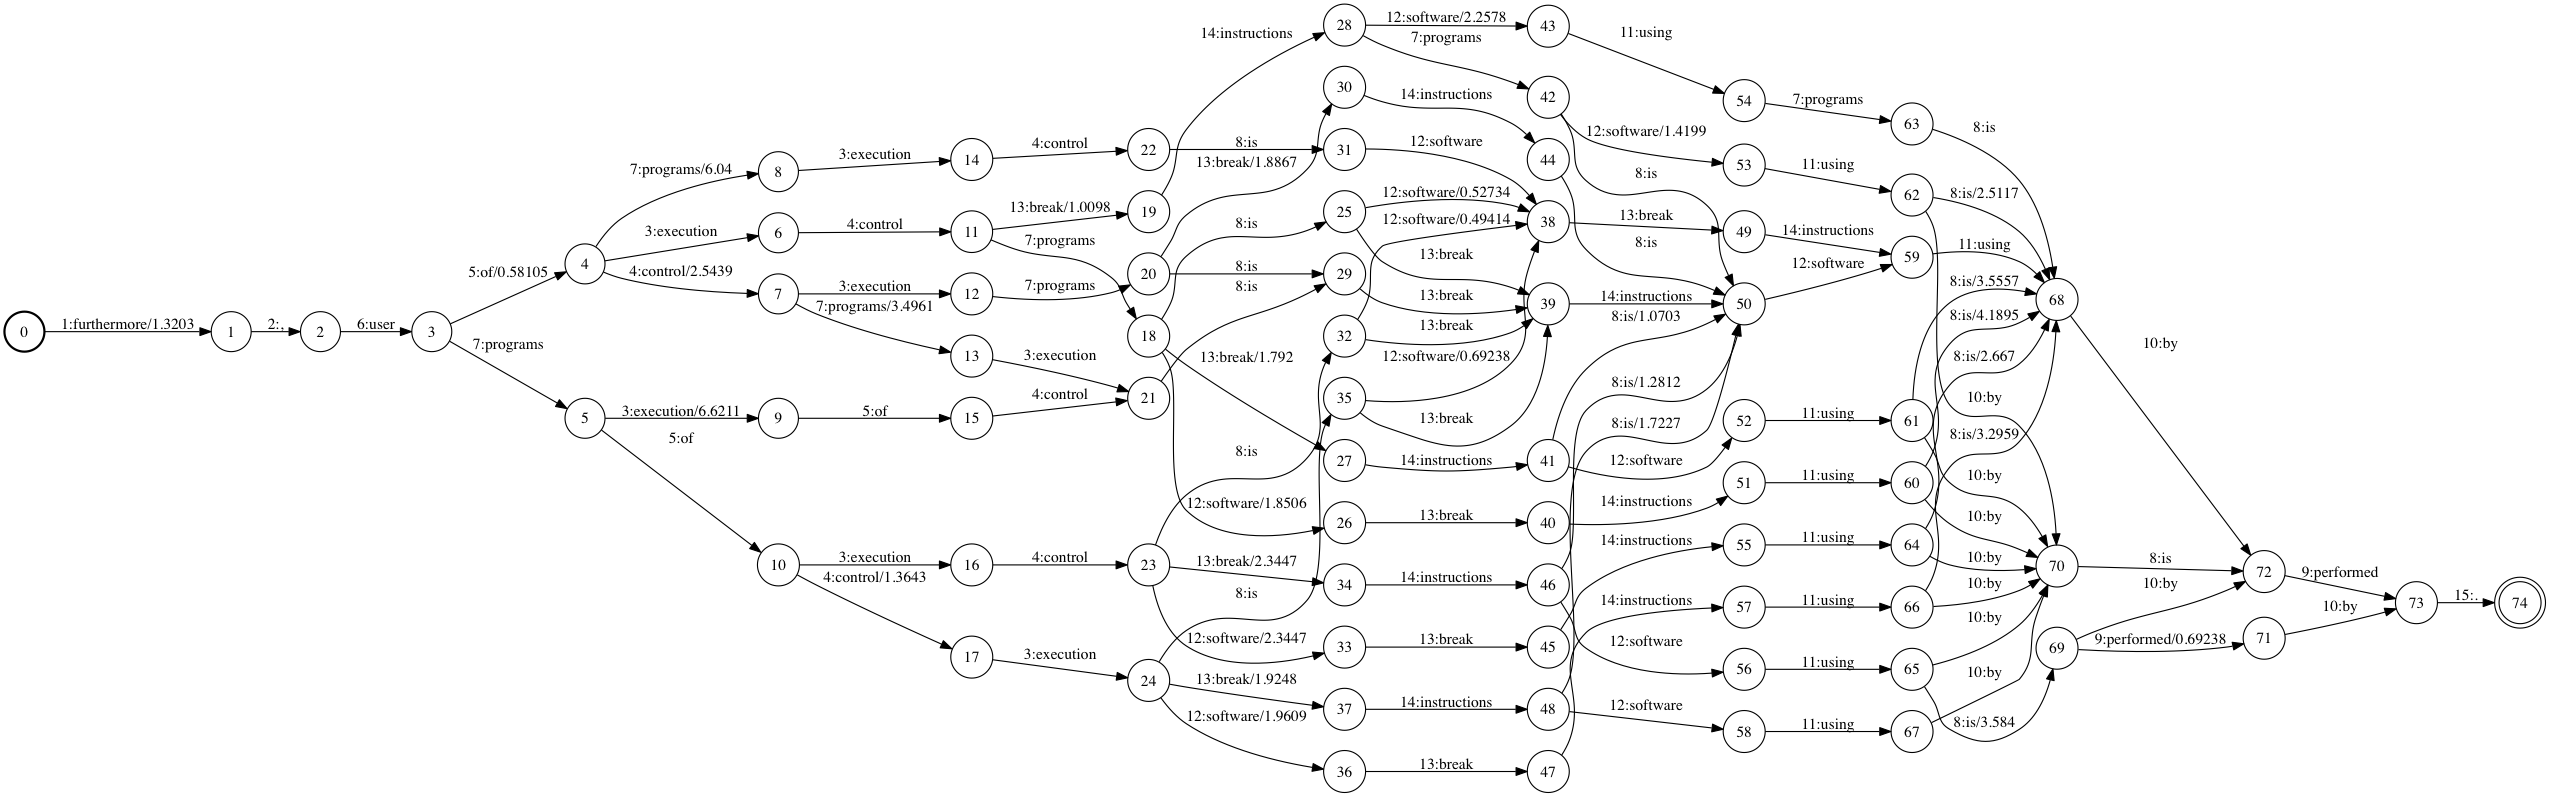 0
1:furthermore/1.3203
1
2:,
2
6:user
3
5:of/0.58105
7:programs
4
5
7:programs/6.04
3:execution
4:control/2.5439
3:execution/6.6211
5:of
8
6
7
9
10
3:execution
4:control
3:execution
7:programs/3.4961
5:of
3:execution
4:control/1.3643
14
11
12
13
15
16
17
4:control
13:break/1.0098
7:programs
7:programs
3:execution
4:control
4:control
3:execution
22
19
20
18
21
23
24
14:instructions
8:is
13:break/1.8867
8:is
8:is
8:is
13:break/1.792
8:is
12:software/1.8506
13:break/2.3447
8:is
12:software/2.3447
13:break/1.9248
12:software/1.9609
28
30
31
25
29
32
35
27
26
34
33
37
36
12:software/2.2578
7:programs
14:instructions
12:software
12:software/0.52734
12:software/0.49414
13:break
13:break
13:break
12:software/0.69238
13:break
14:instructions
13:break
14:instructions
13:break
14:instructions
13:break
43
42
44
38
39
41
40
46
45
48
47
11:using
12:software/1.4199
8:is
13:break
8:is
14:instructions
8:is/1.0703
8:is/1.2812
8:is/1.7227
12:software
14:instructions
14:instructions
14:instructions
12:software
12:software
54
53
49
50
52
51
55
57
56
58
7:programs
11:using
14:instructions
12:software
11:using
11:using
11:using
11:using
11:using
11:using
63
62
59
61
60
64
66
65
67
8:is
8:is/2.5117
11:using
8:is/3.5557
8:is/4.1895
8:is/2.667
10:by
8:is/3.2959
10:by
10:by
10:by
10:by
10:by
10:by
8:is/3.584
68
70
69
10:by
8:is
10:by
9:performed/0.69238
72
71
9:performed
10:by
73
15:.
74